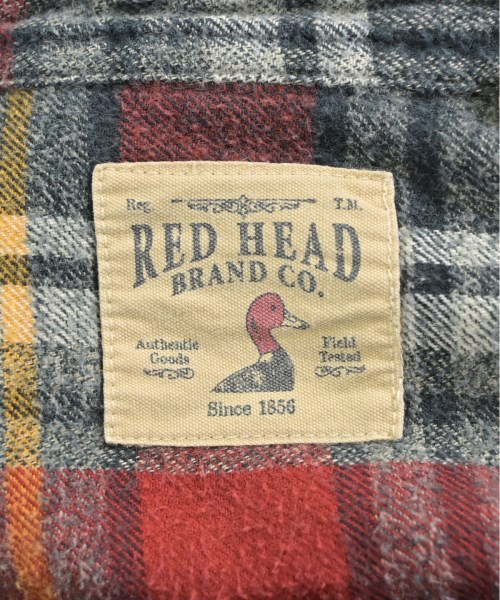 Reg. T.M.
RED HEAD
BRAND CO.
Authentic Goods
Field Tested
Since 1856